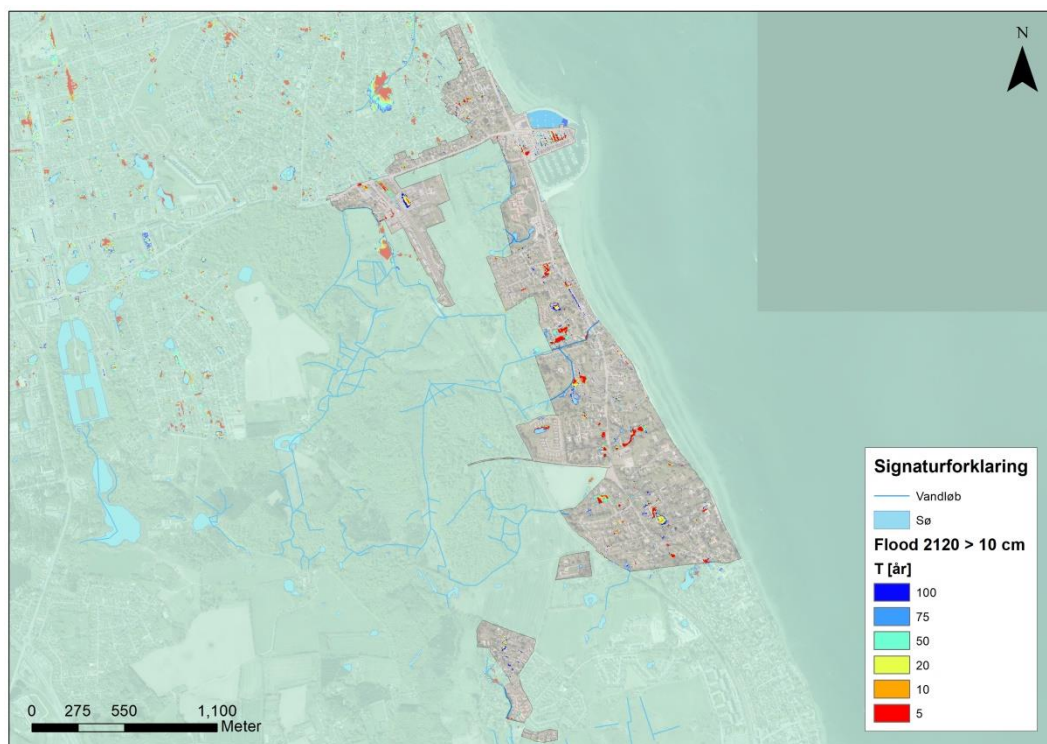 N
Signaturforklaring
Vandløb
Sø
Flood 2120 > 10 cm
T [år]
100
75
50
20
10
5
0 275 550 1,100
Meter